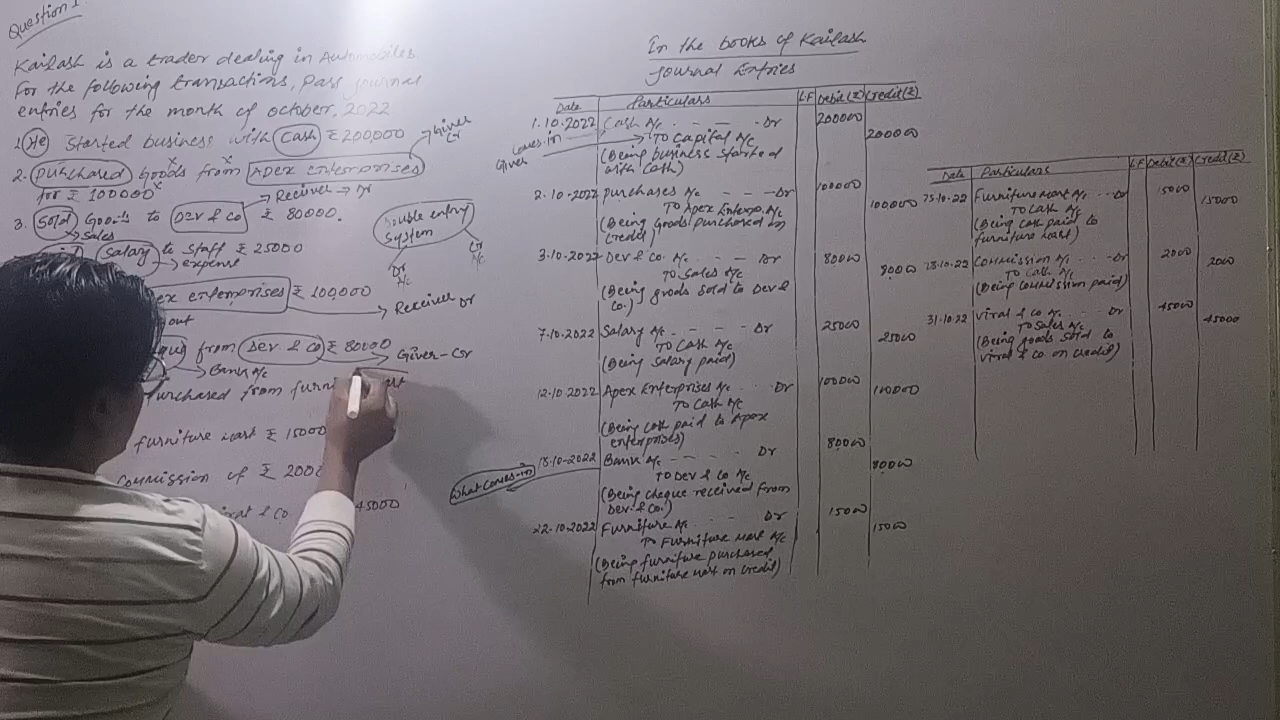 Question 1
Kailash is a trader dealing in Automobiles
For the following transactions, pass journal
entries for the month of october, 2022
1. He Started business with Cash ₹ 200,000
Giver
Cr
2. purchased Goods from Apex enterprises
for ₹ 100000
Receiver → Dr
3. Sold Goods to Dev & Co ₹ 80000.
Sales
Double entry
System
Dr
A/c
Cr
A/c
Salary to staff ₹ 25000
expense
enterprises ₹ 100,000
Receiver Dr
out
from Dev. & Co ₹ 80000
Giver - Cr
Bank A/c
Purchased from
furniture Mart ₹ 15000
Commission of ₹ 200
& Co 45000
In the books of Kailash
Journal Entries
Date Particulars L.F Debit(₹) Credit(₹)
1.10.2022 Cash A/c . - - - Dr 200000
Comes in
Giver
To Capital A/c 200000
(Being business started
with Cash)
2.10-2022 purchases A/c - - - Dr 100000
To Apex Enterp. A/c 100000
(Being Goods purchased on
Credit)
3.10-2022 Dev & Co. A/c - - Dr 80000
To Sales A/c
(Being goods sold to Dev &
Co.)
7.10-2022 Salary A/c - - - - Dr 25000
To Cash A/c 25000
(Being Salary paid)
12.10.2022 Apex Enterprises A/c . . . Dr 100000
To Cash A/c 100000
(Being cash paid to Apex
enterprises)
18.10-2022 Bank A/c - - - - Dr 80000
What comes-in
To Dev & Co A/c 80000
(Being cheque received from
Dev. & Co.)
22.10.2022 Furniture A/c . . - Dr 15000
To Furniture Mart A/c 15000
(Being furniture purchased
from furniture Mart on credit)
Date Particulars L.F Debit(₹) Credit(₹)
25.10.22 Furniture Mart A/c . . . Dr 15000
To Cash A/c 15000
(Being cash paid to
furniture Mart)
28.10.22 Commission A/c . . . Dr 2000
To Cash A/c 2000
(Being Commission paid)
31.10.22 Viral & Co A/c . . . Dr 45000
To Sales A/c 45000
(Being goods sold to
Viral & Co on credit)